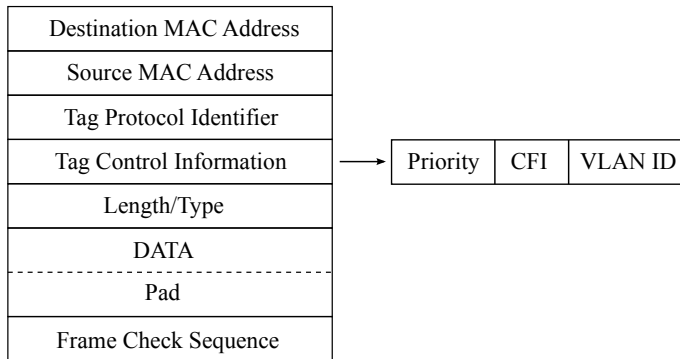 Destination MAC Address
Source MAC Address
Tag Protocol Identifier
Tag Control Information
Priority
CFI
VLAN ID
Length/Type
DATA
Pad
Frame Check Sequence